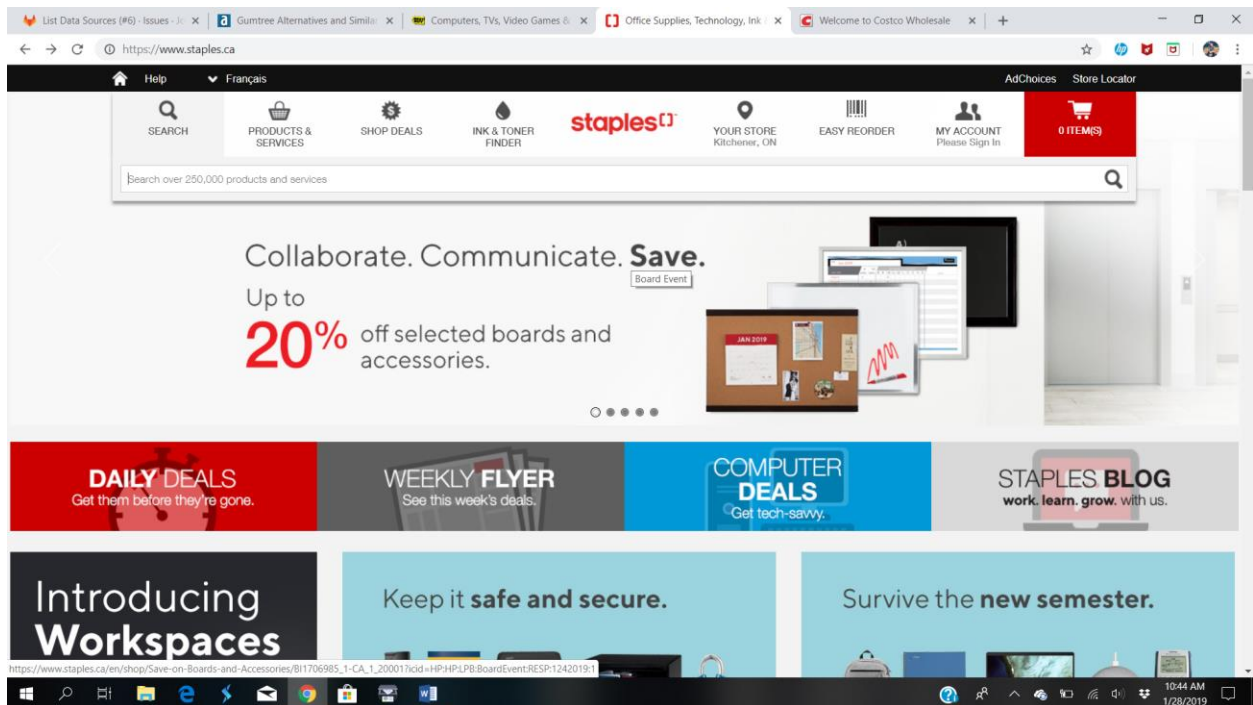 List Data Sources (#6) · Issues · Jo
Gumtree Alternatives and Simila
Computers, TVs, Video Games &
Office Supplies, Technology, Ink &
Welcome to Costco Wholesale
https://www.staples.ca
Help
Français
AdChoices
Store Locator
SEARCH
PRODUCTS &
SERVICES
SHOP DEALS
INK & TONER
FINDER
staples
YOUR STORE
Kitchener, ON
EASY REORDER
MY ACCOUNT
Please Sign In
0 ITEM(S)
Search over 250,000 products and services
Collaborate. Communicate. Save.
Board Event
Up to
20% off selected boards and
accessories.
JAN 2019
DAILY DEALS
Get them before they're gone.
WEEKLY FLYER
See this week's deals.
COMPUTER
DEALS
Get tech-savvy.
STAPLES BLOG
work. learn. grow. with us.
Introducing
Workspaces
Keep it safe and secure.
Survive the new semester.
https://www.staples.ca/en/shop/Save-on-Boards-and-Accessories/BI1706985_1-CA_1_20001?icid=HP:HP:LPB:BoardEvent:RESP:1242019:1
10:44 AM
1/28/2019